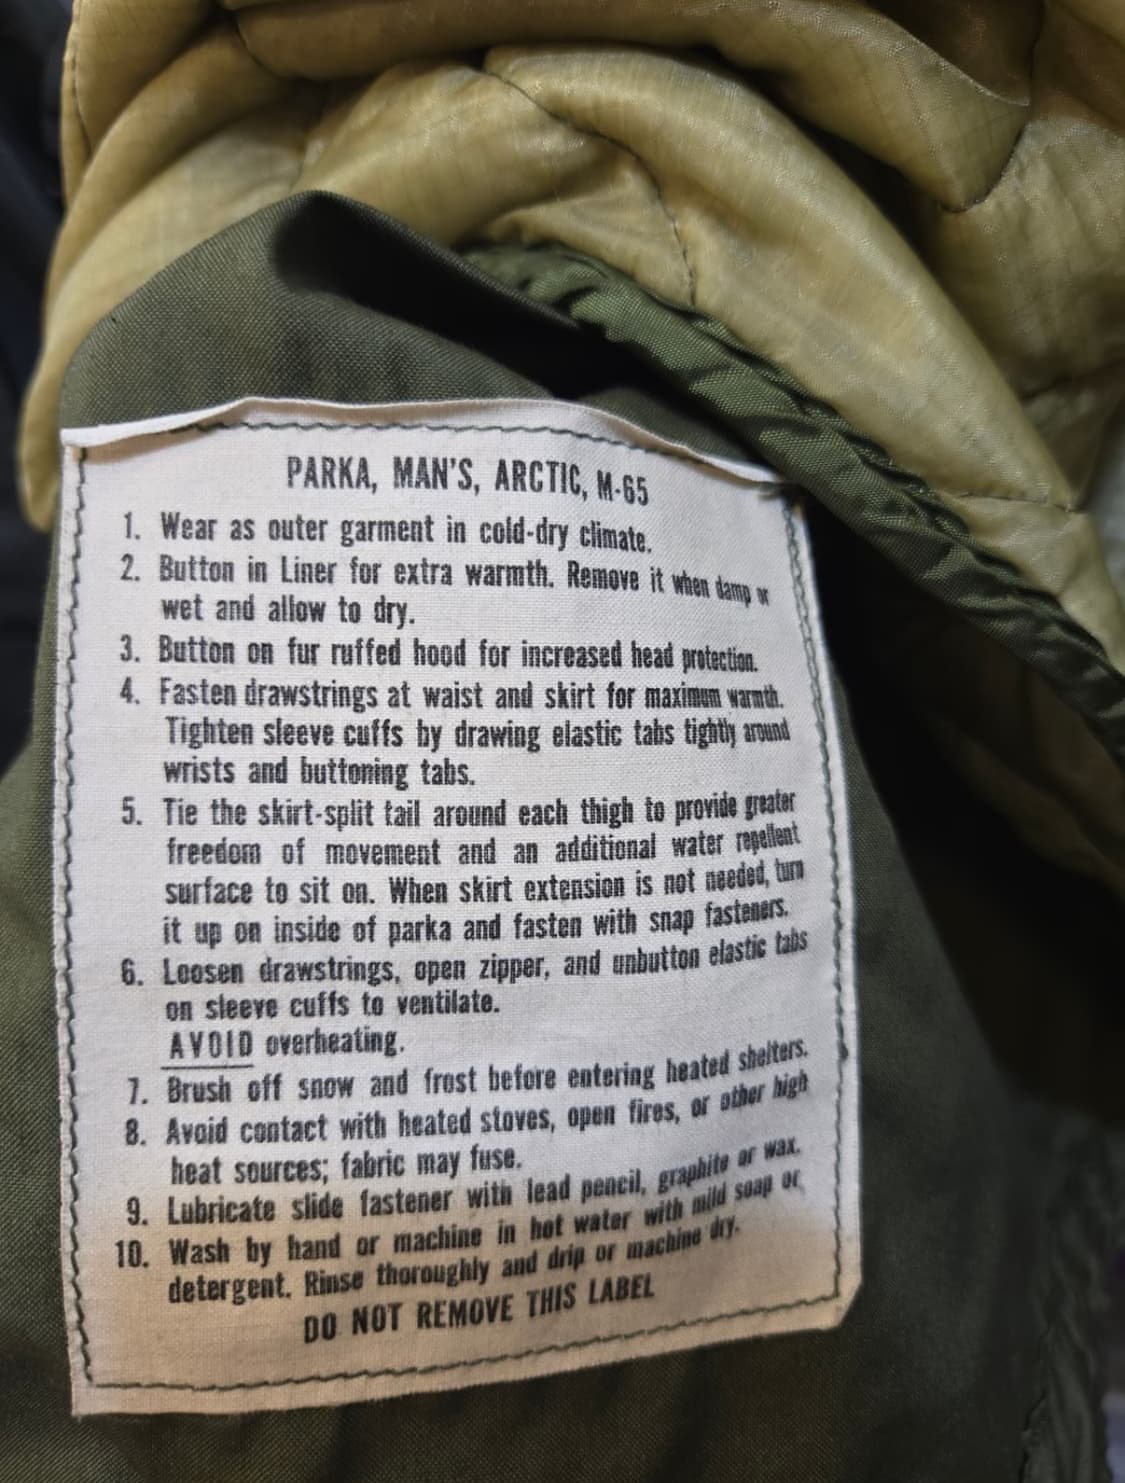 PARKA, MAN'S, ARCTIC, M-65
1. Wear as outer garment in cold-dry climate.
2. Button in Liner for extra warmth. Remove it when damp or
wet and allow to dry.
3. Button on fur ruffed hood for increased head protection.
4. Fasten drawstrings at waist and skirt for maximum warmth.
Tighten sleeve cuffs by drawing elastic tabs tightly around
wrists and buttoning tabs.
5. Tie the skirt-split tail around each thigh to provide greater
freedom of movement and an additional water repellent
surface to sit on. When skirt extension is not needed, turn
it up on inside of parka and fasten with snap fasteners.
6. Loosen drawstrings, open zipper, and unbutton elastic tabs
on sleeve cuffs to ventilate.
AVOID overheating.
7. Brush off snow and frost before entering heated shelters.
8. Avoid contact with heated stoves, open fires, or other high
heat sources; fabric may fuse.
9. Lubricate slide fastener with lead pencil, graphite or wax.
10. Wash by hand or machine in hot water with mild soap or
detergent. Rinse thoroughly and drip or machine dry.
DO NOT REMOVE THIS LABEL